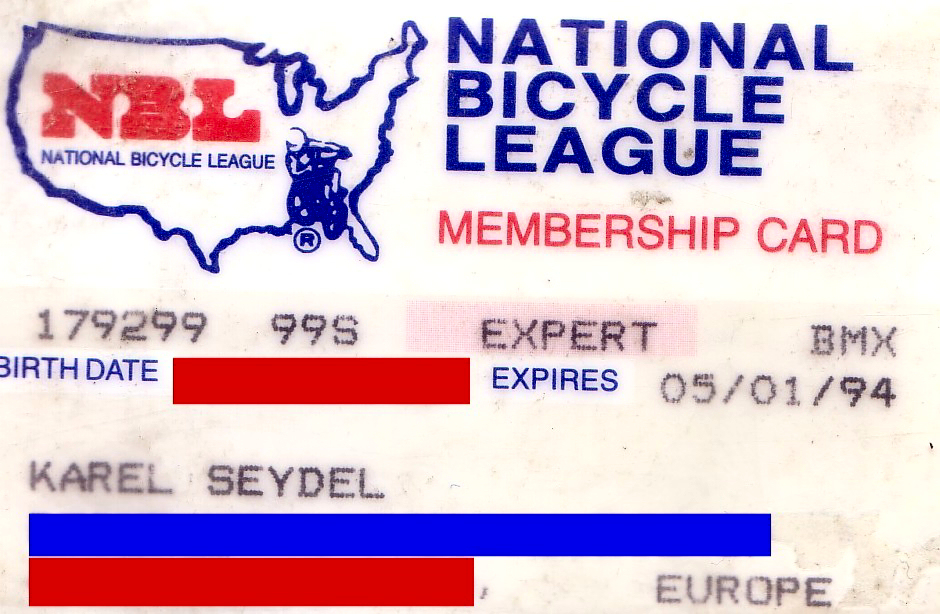 NATIONAL
BICYCLE
LEAGUE
NBL
NATIONAL BICYCLE LEAGUE
®
MEMBERSHIP CARD
179299 99S EXPERT BMX
BIRTH DATE EXPIRES 05/01/94
KAREL SEYDEL
, EUROPE